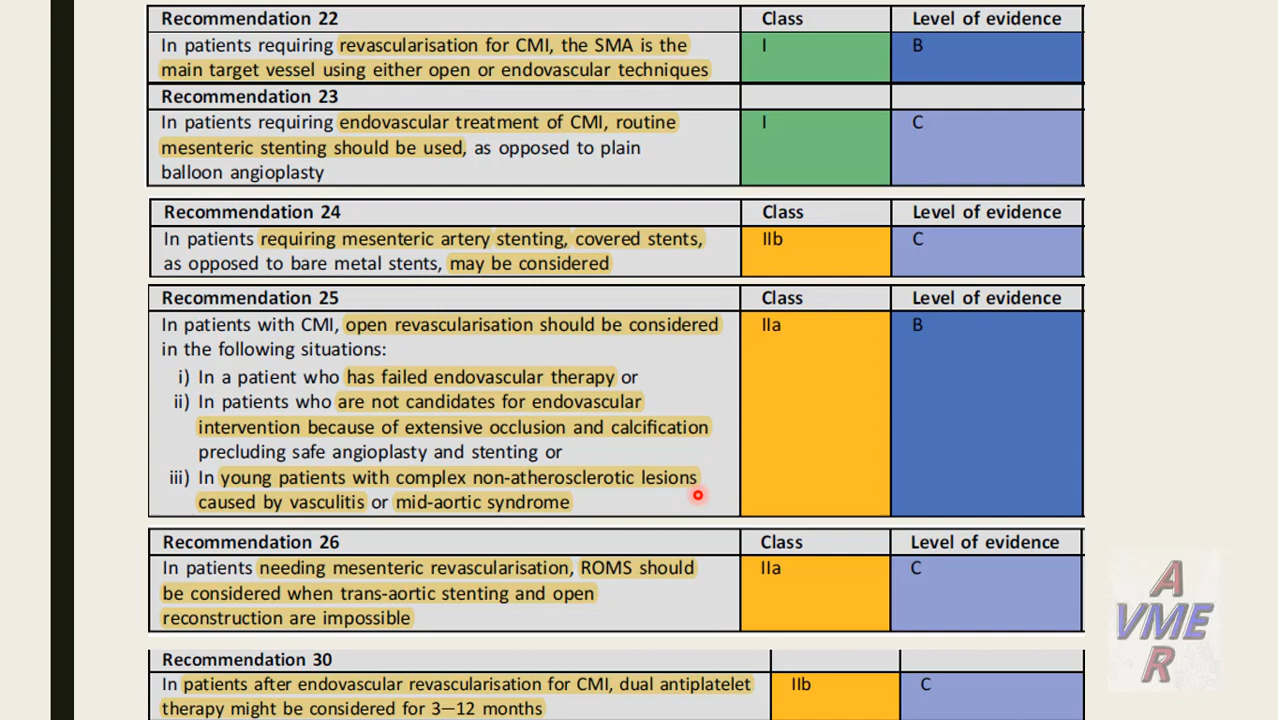 Recommendation 22 Class Level of evidence
In patients requiring revascularisation for CMI, the SMA is the I B
main target vessel using either open or endovascular techniques
Recommendation 23
In patients requiring endovascular treatment of CMI, routine I C
mesenteric stenting should be used, as opposed to plain
balloon angioplasty
Recommendation 24 Class Level of evidence
In patients requiring mesenteric artery stenting, covered stents, IIb C
as opposed to bare metal stents, may be considered
Recommendation 25 Class Level of evidence
In patients with CMI, open revascularisation should be considered IIa B
in the following situations:
i) In a patient who has failed endovascular therapy or
ii) In patients who are not candidates for endovascular
intervention because of extensive occlusion and calcification
precluding safe angioplasty and stenting or
iii) In young patients with complex non-atherosclerotic lesions
caused by vasculitis or mid-aortic syndrome
Recommendation 26 Class Level of evidence
In patients needing mesenteric revascularisation, ROMS should IIa C
be considered when trans-aortic stenting and open
reconstruction are impossible
Recommendation 30
In patients after endovascular revascularisation for CMI, dual antiplatelet IIb C
therapy might be considered for 3–12 months
A
VME
R